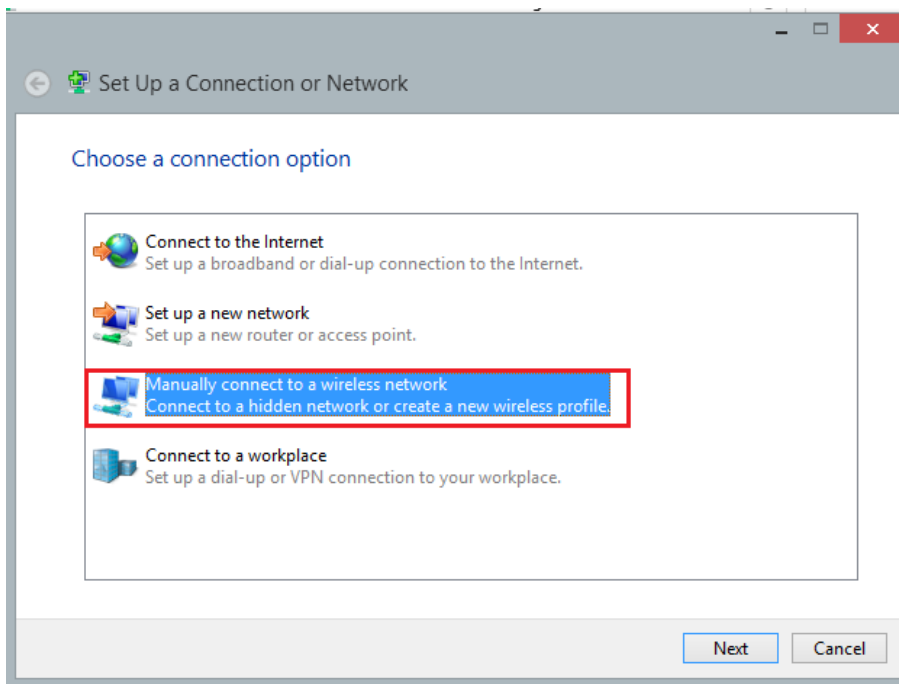 Set Up a Connection or Network
Choose a connection option
Connect to the Internet
Set up a broadband or dial-up connection to the Internet.
Set up a new network
Set up a new router or access point.
Manually connect to a wireless network
Connect to a hidden network or create a new wireless profile.
Connect to a workplace
Set up a dial-up or VPN connection to your workplace.
Next
Cancel